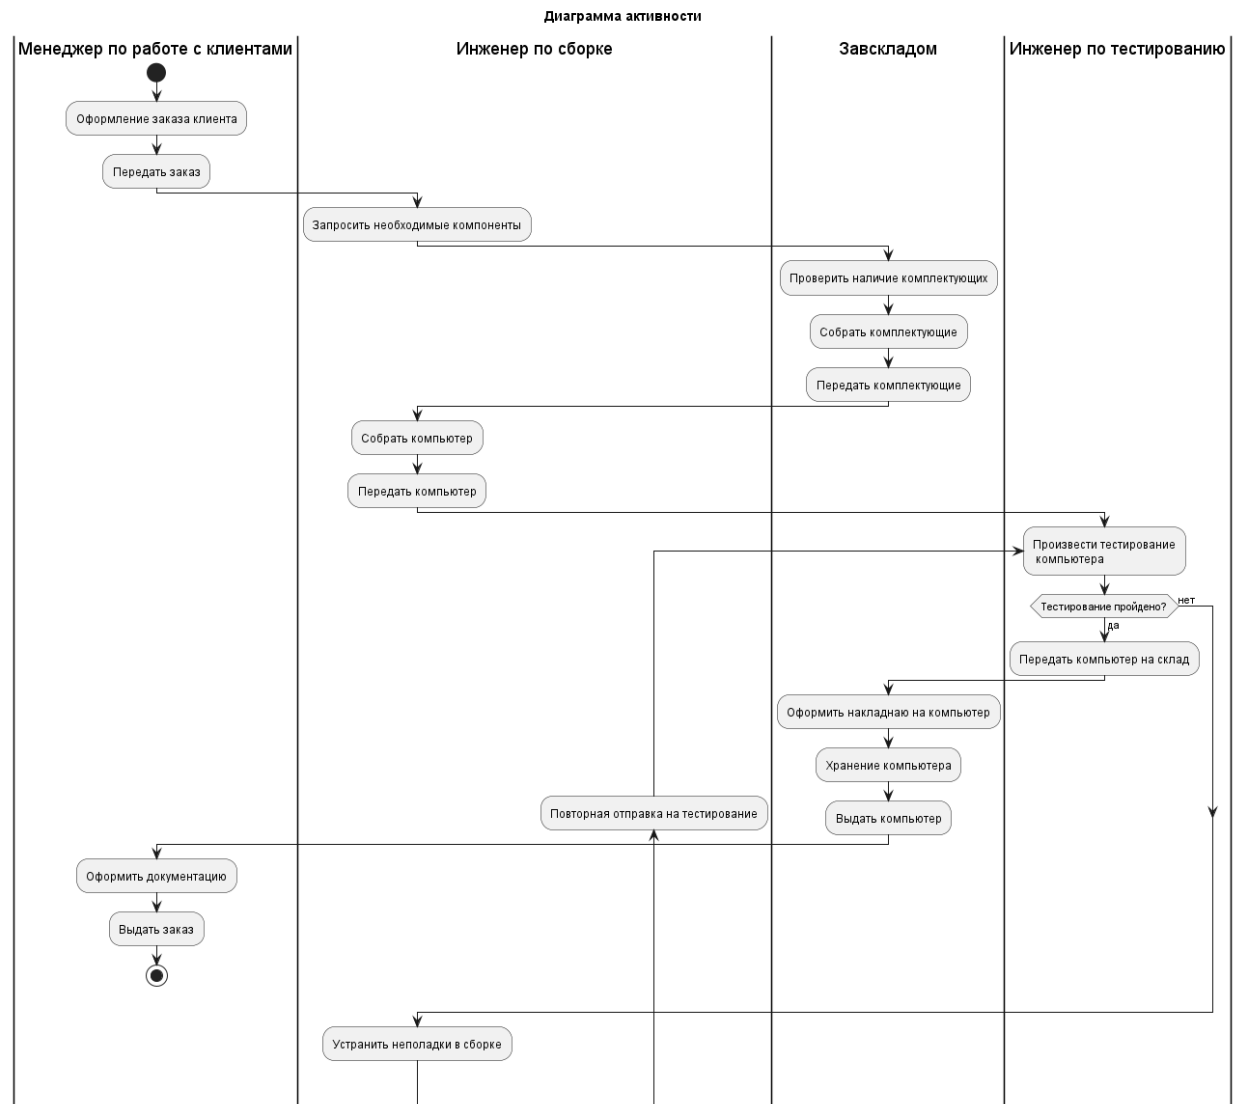 Диаграмма активности
Менеджер по работе с клиентами
Инженер по сборке
Завскладом
Инженер по тестированию
Оформление заказа клиента
Передать заказ
Запросить необходимые компоненты
Проверить наличие комплектующих
Собрать комплектующие
Передать комплектующие
Собрать компьютер
Передать компьютер
Произвести тестирование
компьютера
Тестирование пройдено?
нет
да
Передать компьютер на склад
Оформить накладнаю на компьютер
Хранение компьютера
Повторная отправка на тестирование
Выдать компьютер
Оформить документацию
Выдать заказ
Устранить неполадки в сборке